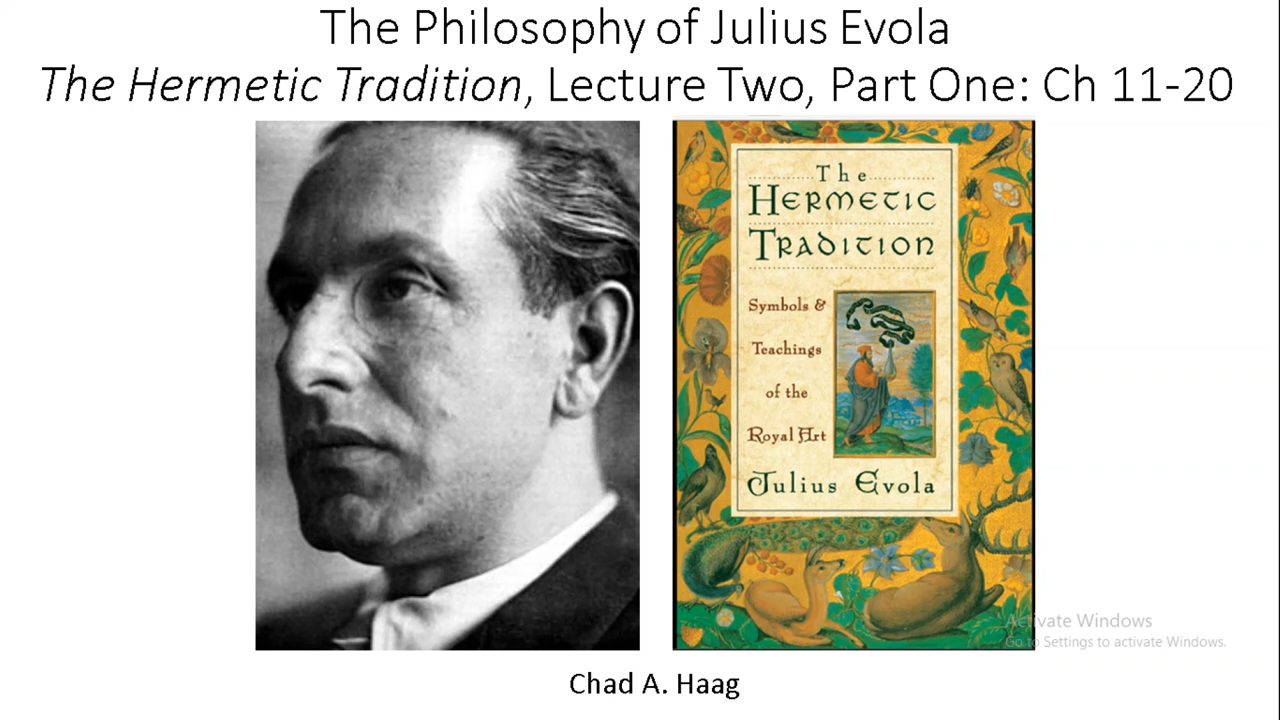 The Philosophy of Julius Evola
The Hermetic Tradition, Lecture Two, Part One: Ch 11-20
The
HERMETIC
TRADITION
Symbols &
Teachings
of the
Royal Art
Julius Evola
Activate Windows
Go to Settings to activate Windows.
Chad A. Haag